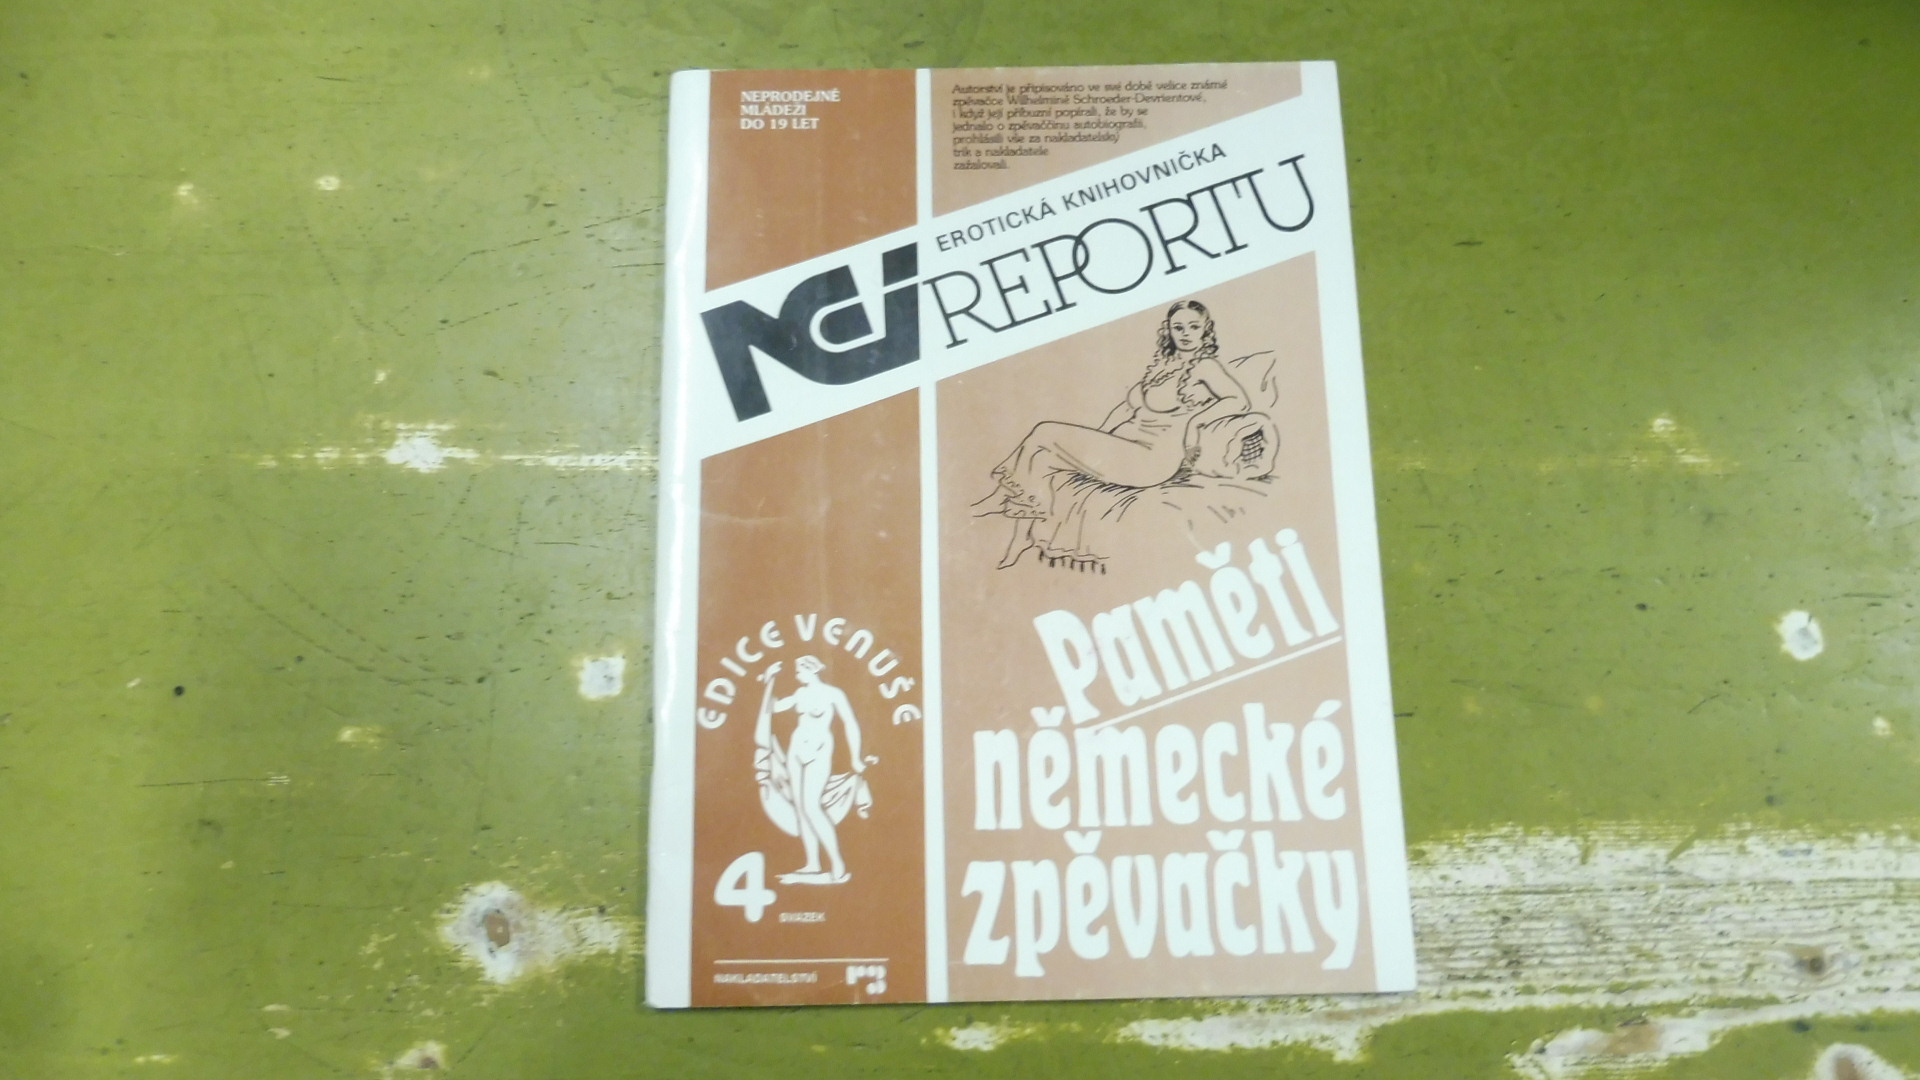 NEPRODEJNÉ
MLÁDEŽI
DO 19 LET
Autorství je připisováno ve své době velice známé
zpěvačce Wilhelmině Schroeder-Devrientové,
i když její příbuzní popírali, že by se
jednalo o zpěvaččinu autobiografii,
prohlásili vše za nakladatelský
trik a nakladatele
zažalovali.
EROTICKÁ KNIHOVNIČKA
NEI REPORTU
Paměti
německé
zpěvačky
EDICE VENUŠE
4 SVAZEK
NAKLADATELSTVÍ